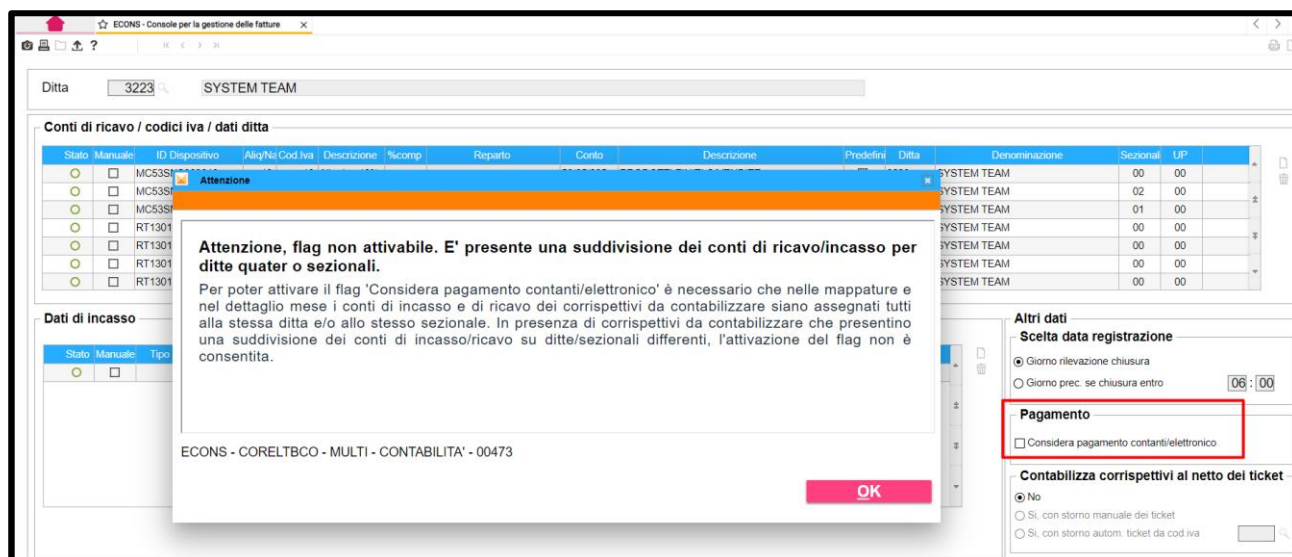 ECONS - Console per la gestione delle fatture
Ditta 3223 SYSTEM TEAM
Conti di ricavo / codici iva / dati ditta
Stato Manuale ID Dispositivo Aliq/Na Cod.Iva Descrizione %comp Reparto Conto Descrizione Predefini Ditta Denominazione Sezional UP
SYSTEM TEAM 00 00
SYSTEM TEAM 02 00
SYSTEM TEAM 01 00
RT1301 SYSTEM TEAM 00 00
RT1301 SYSTEM TEAM 00 00
RT1301 SYSTEM TEAM 00 00
RT1301 SYSTEM TEAM 00 00
Attenzione
Attenzione, flag non attivabile. E' presente una suddivisione dei conti di ricavo/incasso per
ditte quater o sezionali.
Per poter attivare il flag 'Considera pagamento contanti/elettronico' è necessario che nelle mappature e
nel dettaglio mese i conti di incasso e di ricavo dei corrispettivi da contabilizzare siano assegnati tutti
alla stessa ditta e/o allo stesso sezionale. In presenza di corrispettivi da contabilizzare che presentino
una suddivisione dei conti di incasso/ricavo su ditte/sezionali differenti, l'attivazione del flag non è
consentita.
ECONS - CORELTBCO - MULTI - CONTABILITA' - 00473
OK
Dati di incasso
Stato Manuale Tipo
Altri dati
Scelta data registrazione
Giorno rilevazione chiusura
Giorno prec. se chiusura entro 06 : 00
Pagamento
Considera pagamento contanti/elettronico
Contabilizza corrispettivi al netto dei ticket
No
Si, con storno manuale dei ticket
Si, con storno autom. ticket da cod.iva